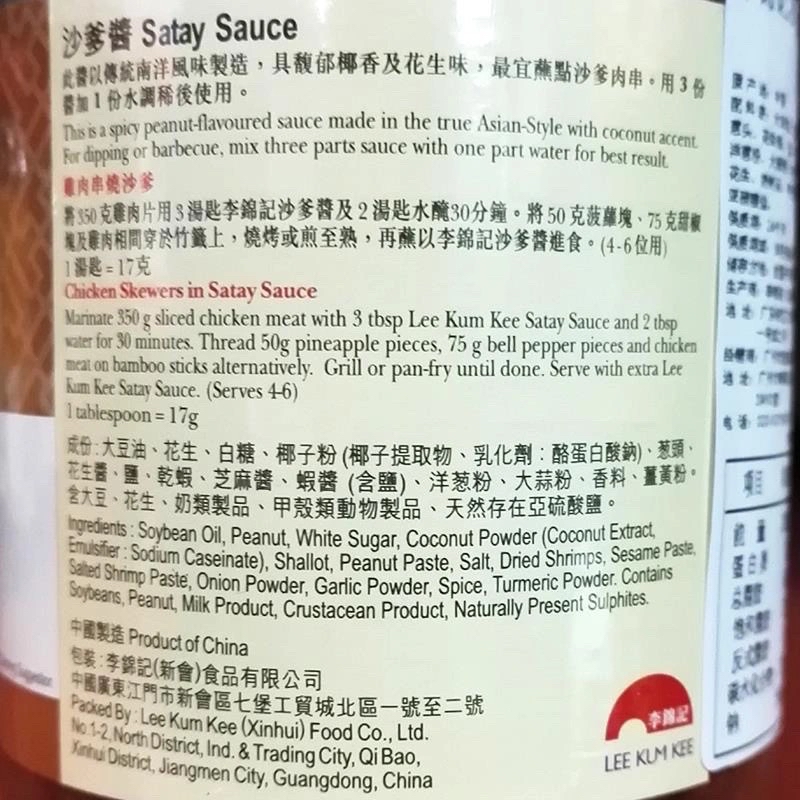 沙爹醬 Satay Sauce
此醬以傳統南洋風味製造，具馥郁椰香及花生味，最宜蘸點沙爹肉串。用 3 份
醬加 1 份水調稀後使用。
This is a spicy peanut-flavoured sauce made in the true Asian-Style with coconut accent.
For dipping or barbecue, mix three parts sauce with one part water for best result.
雞肉串燒沙爹
將350克雞肉片用3湯匙李錦記沙爹醬及2湯匙水醃30分鐘。將50克菠蘿塊、75克甜椒
塊及雞肉相間穿於竹籤上，燒烤或煎至熟，再蘸以李錦記沙爹醬進食。(4-6位用)
1湯匙=17克
Chicken Skewers in Satay Sauce
Marinate 350 g sliced chicken meat with 3 tbsp Lee Kum Kee Satay Sauce and 2 tbsp
water for 30 minutes. Thread 50g pineapple pieces, 75 g bell pepper pieces and chicken
meat on bamboo sticks alternatively. Grill or pan-fry until done. Serve with extra Lee
Kum Kee Satay Sauce. (Serves 4-6)
1 tablespoon = 17g
成份：大豆油、花生、白糖、椰子粉 (椰子提取物、乳化劑：酪蛋白酸鈉)、葱頭、
花生醬、鹽、乾蝦、芝麻醬、蝦醬 (含鹽)、洋葱粉、大蒜粉、香料、薑黃粉。
含大豆、花生、奶類製品、甲殼類動物製品、天然存在亞硫酸鹽。
Ingredients : Soybean Oil, Peanut, White Sugar, Coconut Powder (Coconut Extract,
Emulsifier : Sodium Caseinate), Shallot, Peanut Paste, Salt, Dried Shrimps, Sesame Paste,
Salted Shrimp Paste, Onion Powder, Garlic Powder, Spice, Turmeric Powder. Contains
Soybeans, Peanut, Milk Product, Crustacean Product, Naturally Present Sulphites.
中國製造 Product of China
包裝：李錦記(新會)食品有限公司
中國廣東江門市新會區七堡工貿城北區一號至二號
Packed By : Lee Kum Kee (Xinhui) Food Co., Ltd.
No.1-2, North District, Ind. & Trading City, Qi Bao,
Xinhui District, Jiangmen City, Guangdong, China
李錦記
LEE KUM KEE
项目
能量
蛋白质
钠